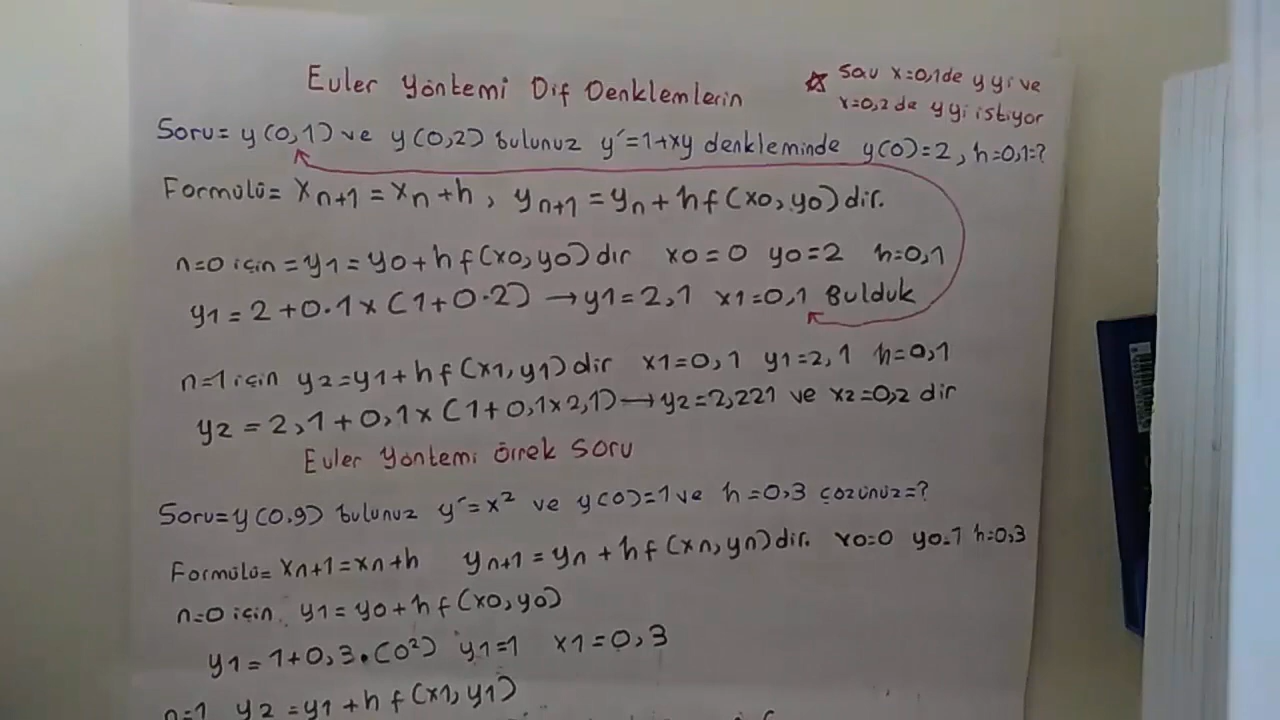 Euler Yöntemi Dif Denklemlerin
☆ Soru x=0,1 de y yi ve
x=0,2 de y yi istiyor
Soru= y(0,1) ve y(0,2) bulunuz y'=1+xy denkleminde y(0)=2, h=0,1=?
Formülü= xn+1 = xn+h, yn+1 = yn + hf(x0,y0) dir.
n=0 için = y1 = y0 + hf(x0,y0) dır x0=0 y0=2 h=0,1
y1 = 2 + 0.1 x (1+0.2) → y1=2,1 x1=0,1 Bulduk
n=1 için y2=y1+hf(x1,y1) dir x1=0,1 y1=2,1 h=0,1
y2 = 2,1+0,1x(1+0,1x2,1) → y2=2,221 ve x2=0,2 dir
Euler Yöntemi Örnek Soru
Soru=y(0,9) bulunuz y'=x² ve y(0)=1 ve h=0,3 çözünüz=?
Formülü= xn+1=xn+h yn+1 = yn + hf(xn,yn) dir. x0=0 y0=1 h=0,3
n=0 için. y1 = y0 + hf(x0,y0)
y1 = 1+0,3.(0²) y1=1 x1=0,3
n=1 y2 = y1 + hf(x1,y1)